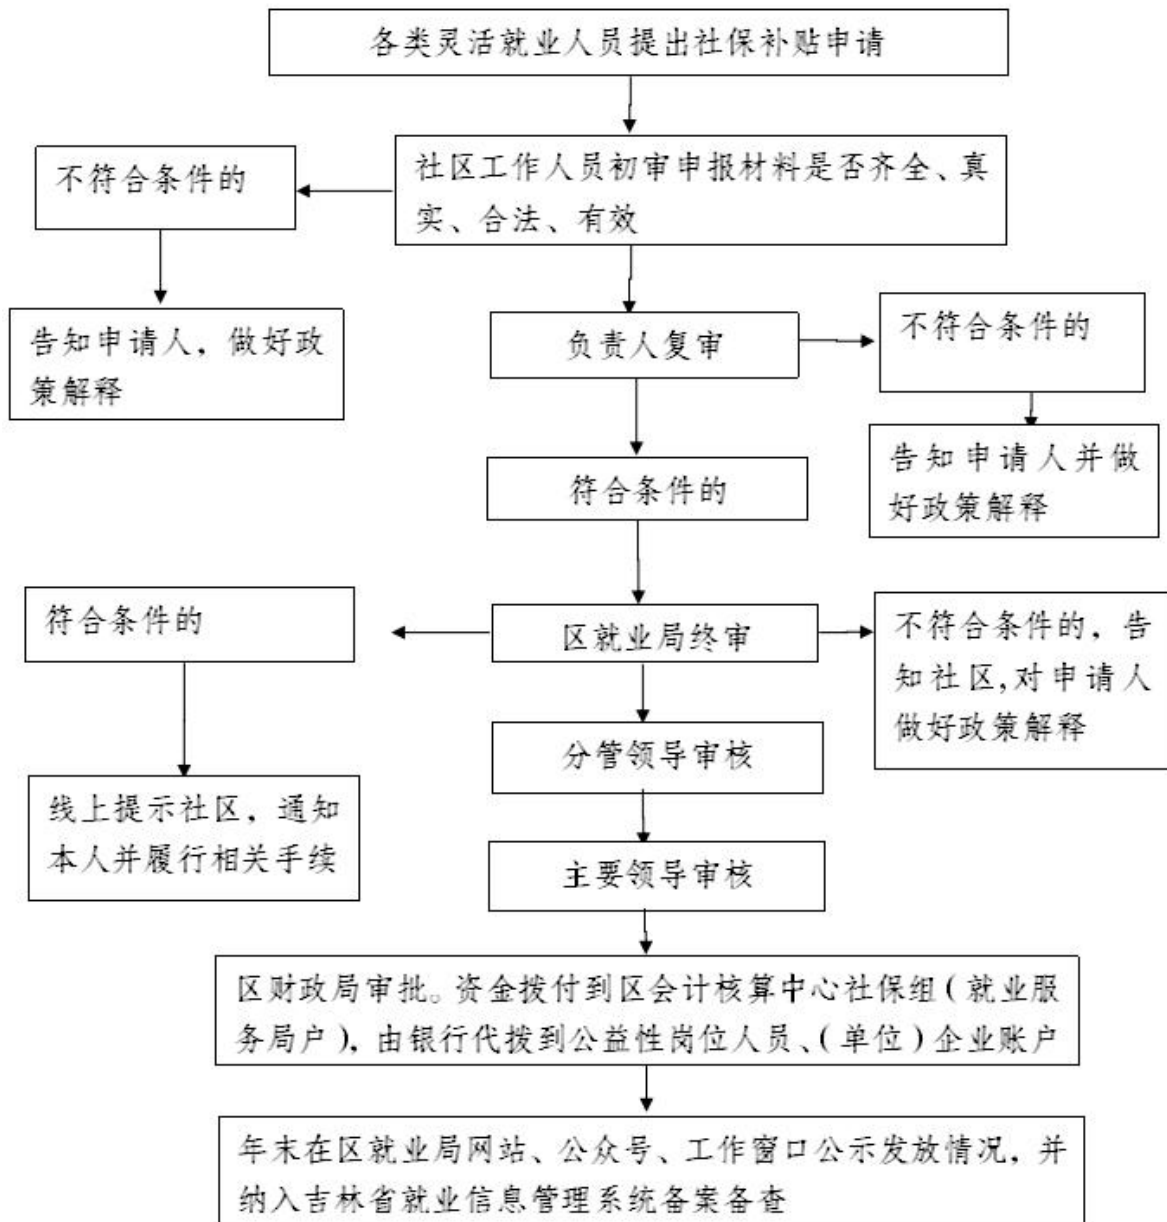 各类灵活就业人员提出社保补贴申请
不符合条件的
社区工作人员初审申报材料是否齐全、真
实、合法、有效
告知申请人，做好政
策解释
负责人复审
不符合条件的
告知申请人并做
好政策解释
符合条件的
符合条件的
区就业局终审
不符合条件的，告
知社区,对申请人
做好政策解释
分管领导审核
线上提示社区，通知
本人并履行相关手续
主要领导审核
区财政局审批。资金拨付到区会计核算中心社保组（就业服
务局户），由银行代拨到公益性岗位人员、（单位）企业账户
年末在区就业局网站、公众号、工作窗口公示发放情况，并
纳入吉林省就业信息管理系统备案备查